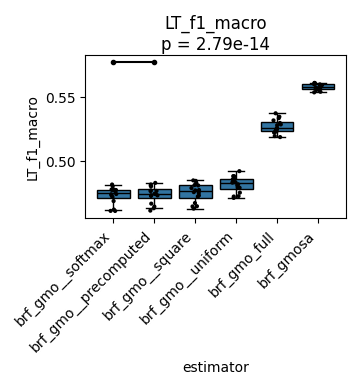 LT_f1_macro
p = 2.79e-14
LT_f1_macro
0.55
0.50
brf_gmo__softmax
brf_gmo__precomputed
brf_gmo__square
brf_gmo__uniform
brf_gmo_full
brf_gmosa
estimator